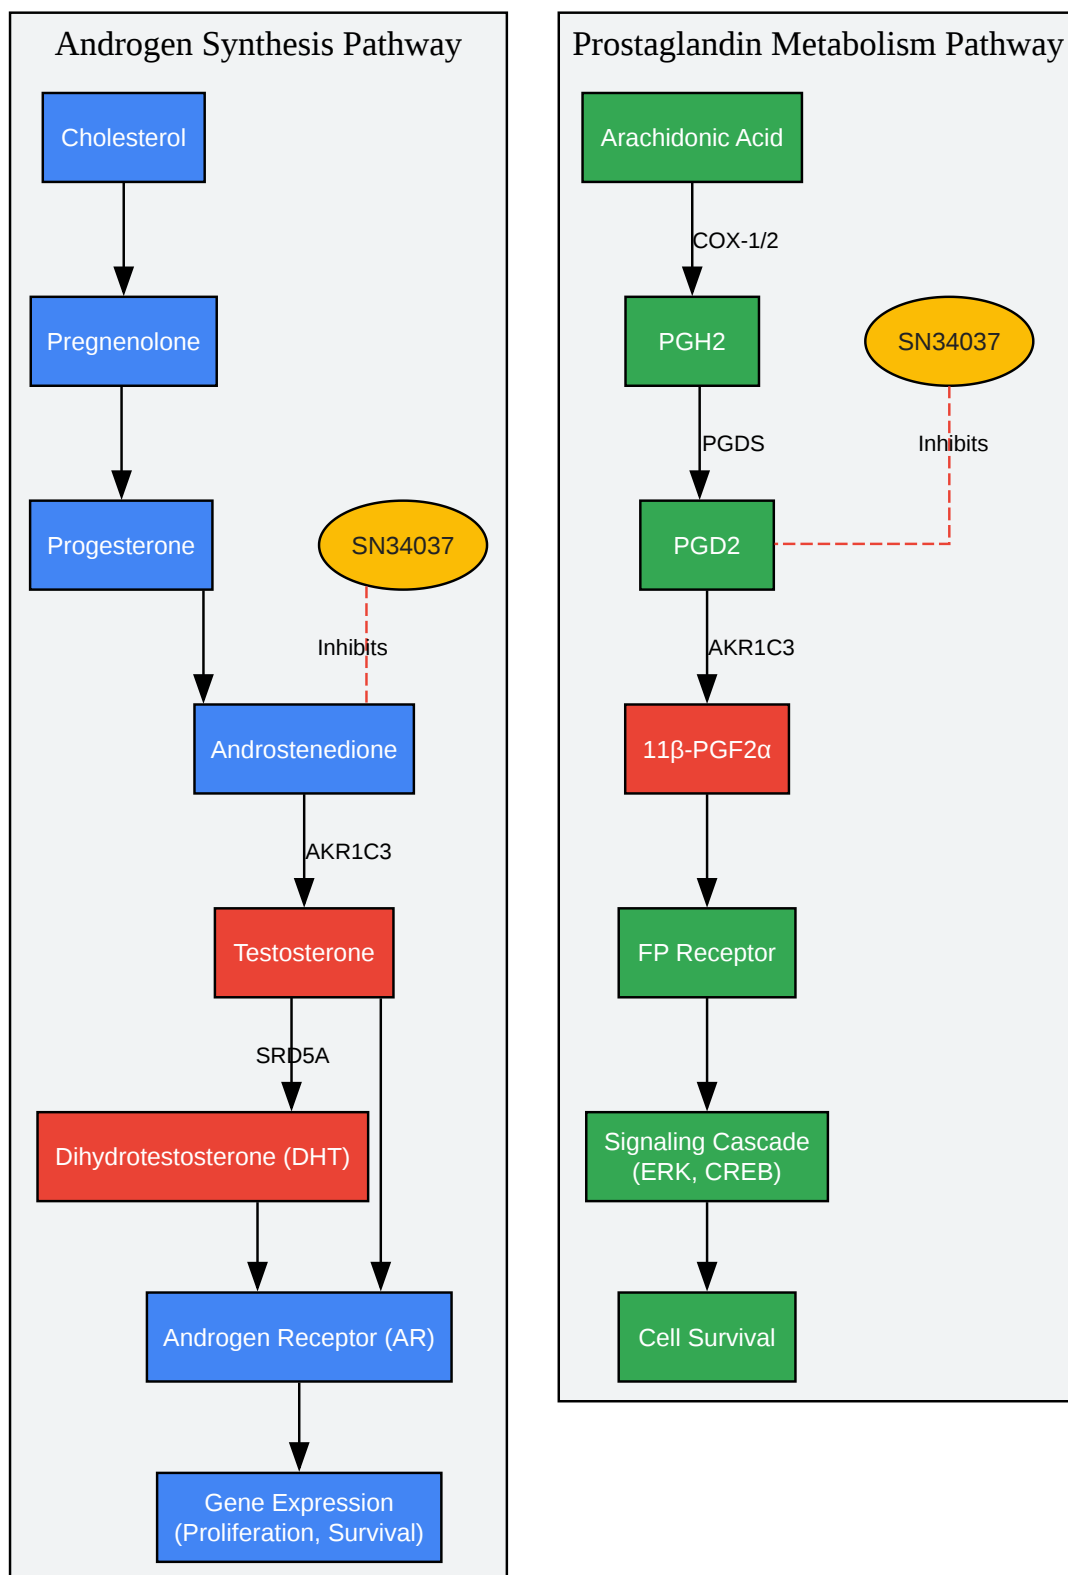 Androgen Synthesis Pathway
Cholesterol
Pregnenolone
Progesterone
SN34037
Inhibits
Androstenedione
AKR1C3
Testosterone
SRD5A
Dihydrotestosterone (DHT)
Androgen Receptor (AR)
Gene Expression
(Proliferation, Survival)
Prostaglandin Metabolism Pathway
Arachidonic Acid
COX-1/2
PGH2
SN34037
PGDS
Inhibits
PGD2
AKR1C3
11β-PGF2α
FP Receptor
Signaling Cascade
(ERK, CREB)
Cell Survival